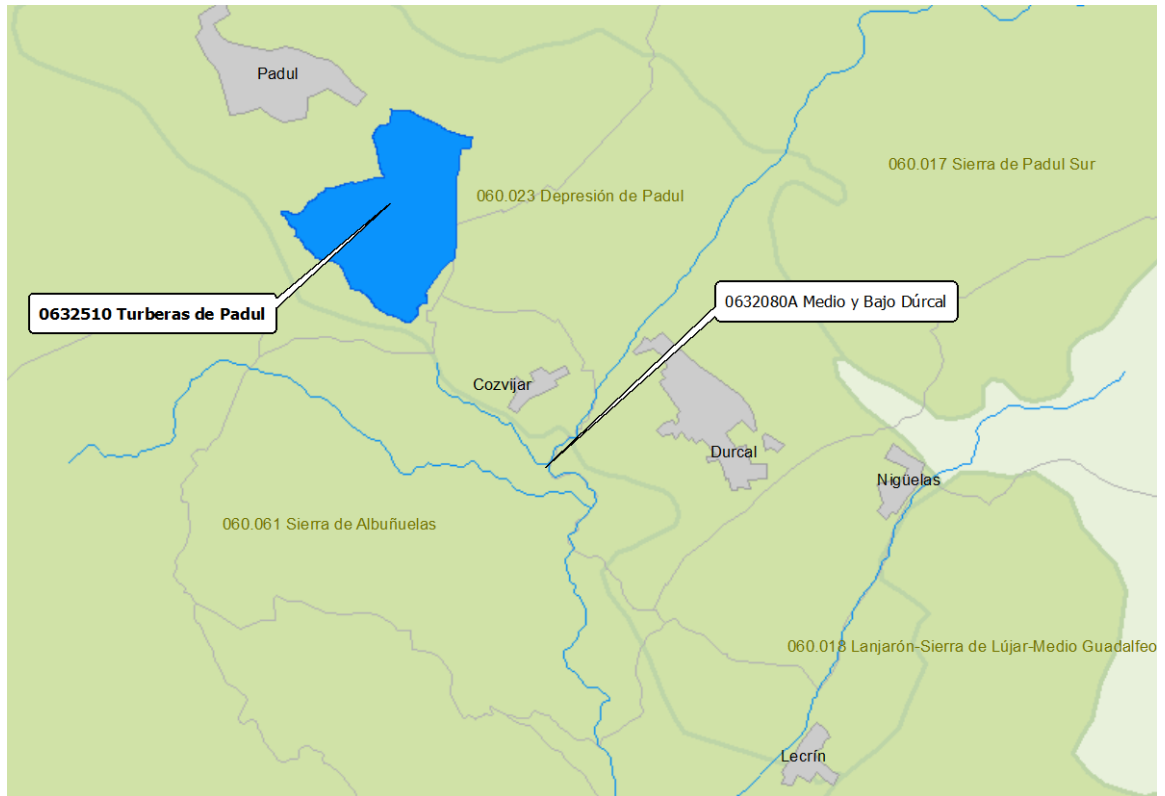 Padul
060.017 Sierra de Padul Sur
060.023 Depresión de Padul
0632510 Turberas de Padul
0632080A Medio y Bajo Dúrcal
Cozvijar
Durcal
Nigüelas
060.061 Sierra de Albuñuelas
060.018 Lanjarón-Sierra de Lújar-Medio Guadalfeo
Lecrín